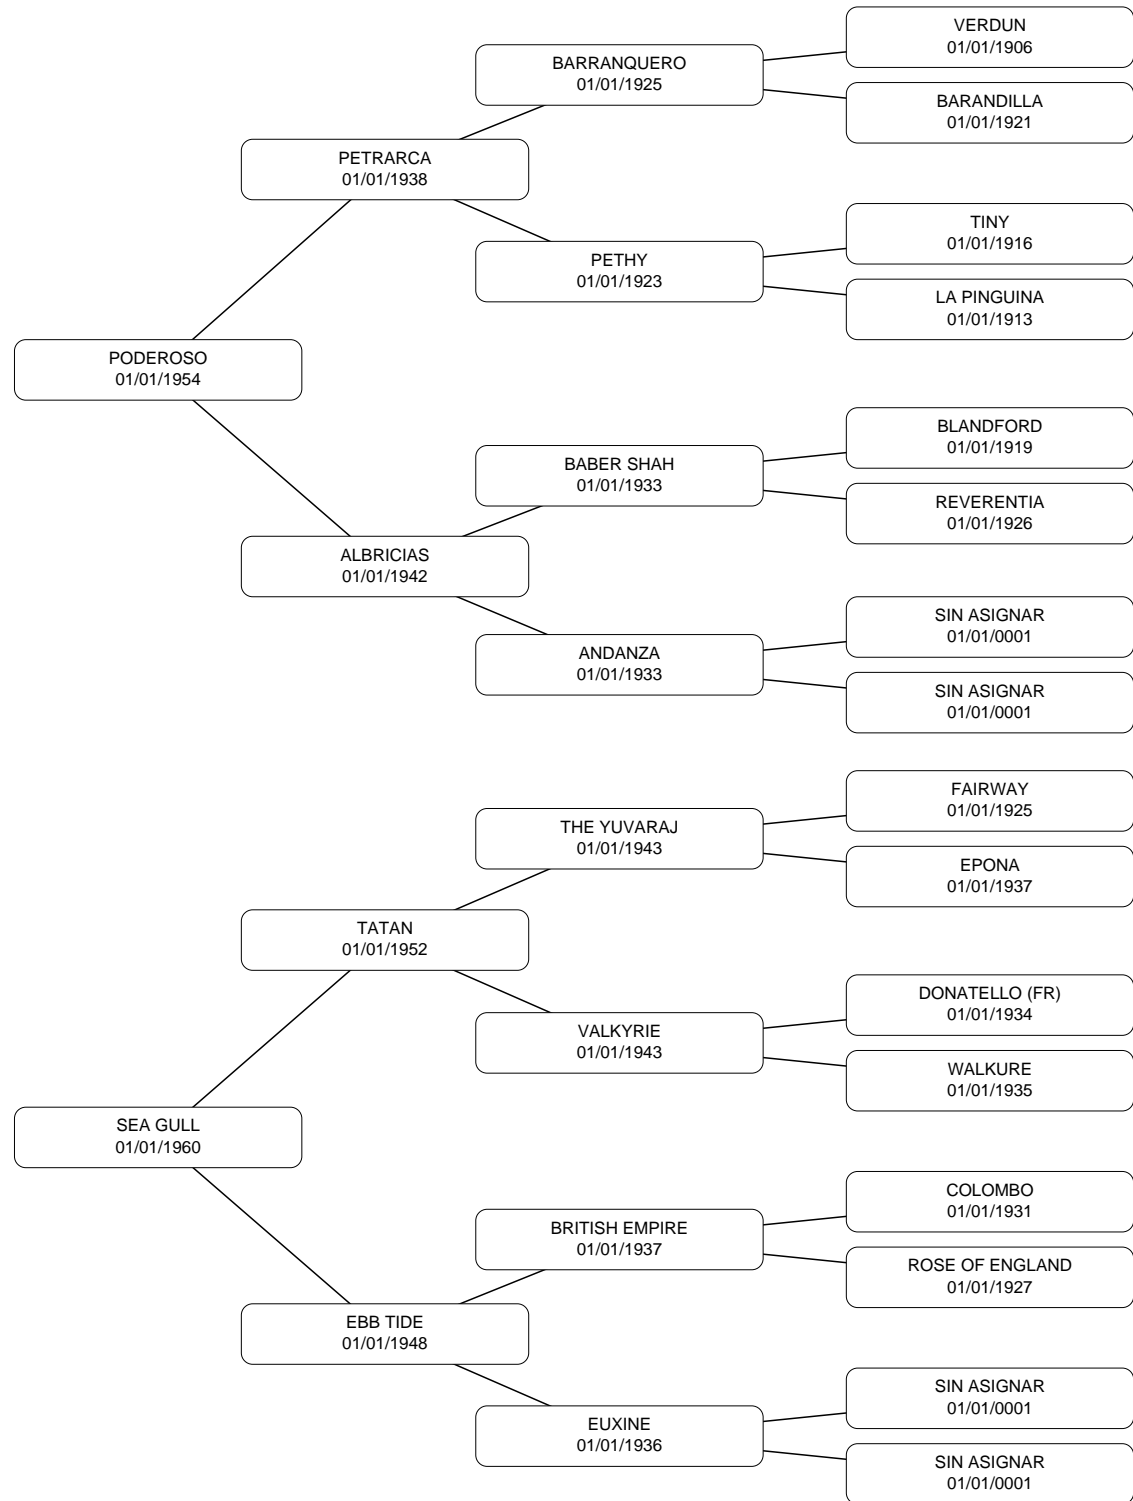 VERDUN
01/01/1906
BARRANQUERO
01/01/1925
BARANDILLA
01/01/1921
PETRARCA
01/01/1938
TINY
01/01/1916
PETHY
01/01/1923
LA PINGUINA
01/01/1913
PODEROSO
01/01/1954
BLANDFORD
01/01/1919
BABER SHAH
01/01/1933
REVERENTIA
01/01/1926
ALBRICIAS
01/01/1942
SIN ASIGNAR
01/01/0001
ANDANZA
01/01/1933
SIN ASIGNAR
01/01/0001
FAIRWAY
01/01/1925
THE YUVARAJ
01/01/1943
EPONA
01/01/1937
TATAN
01/01/1952
DONATELLO (FR)
01/01/1934
VALKYRIE
01/01/1943
WALKURE
01/01/1935
SEA GULL
01/01/1960
COLOMBO
01/01/1931
BRITISH EMPIRE
01/01/1937
ROSE OF ENGLAND
01/01/1927
EBB TIDE
01/01/1948
SIN ASIGNAR
01/01/0001
EUXINE
01/01/1936
SIN ASIGNAR
01/01/0001